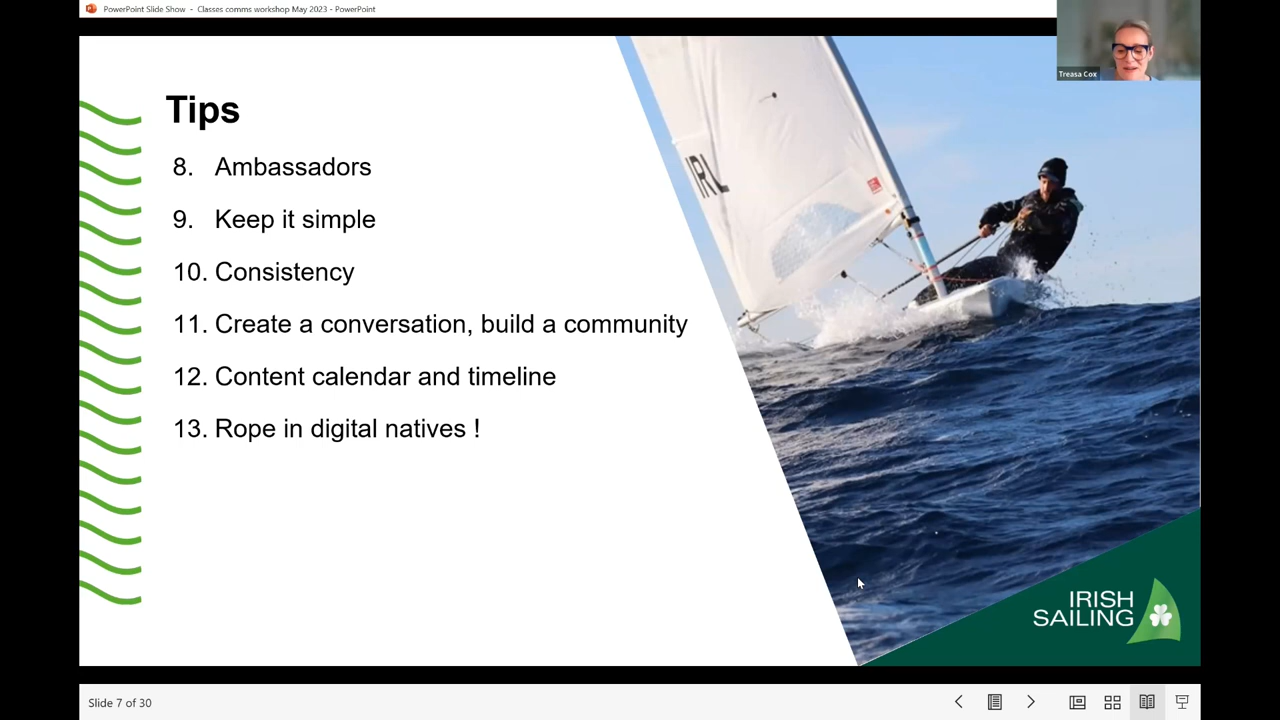 PowerPoint Slide Show - Classes comms workshop May 2023 - PowerPoint
Treasa Cox
Tips
8. Ambassadors
9. Keep it simple
10. Consistency
11. Create a conversation, build a community
12. Content calendar and timeline
13. Rope in digital natives !
IRL
IRISH
SAILING
Slide 7 of 30